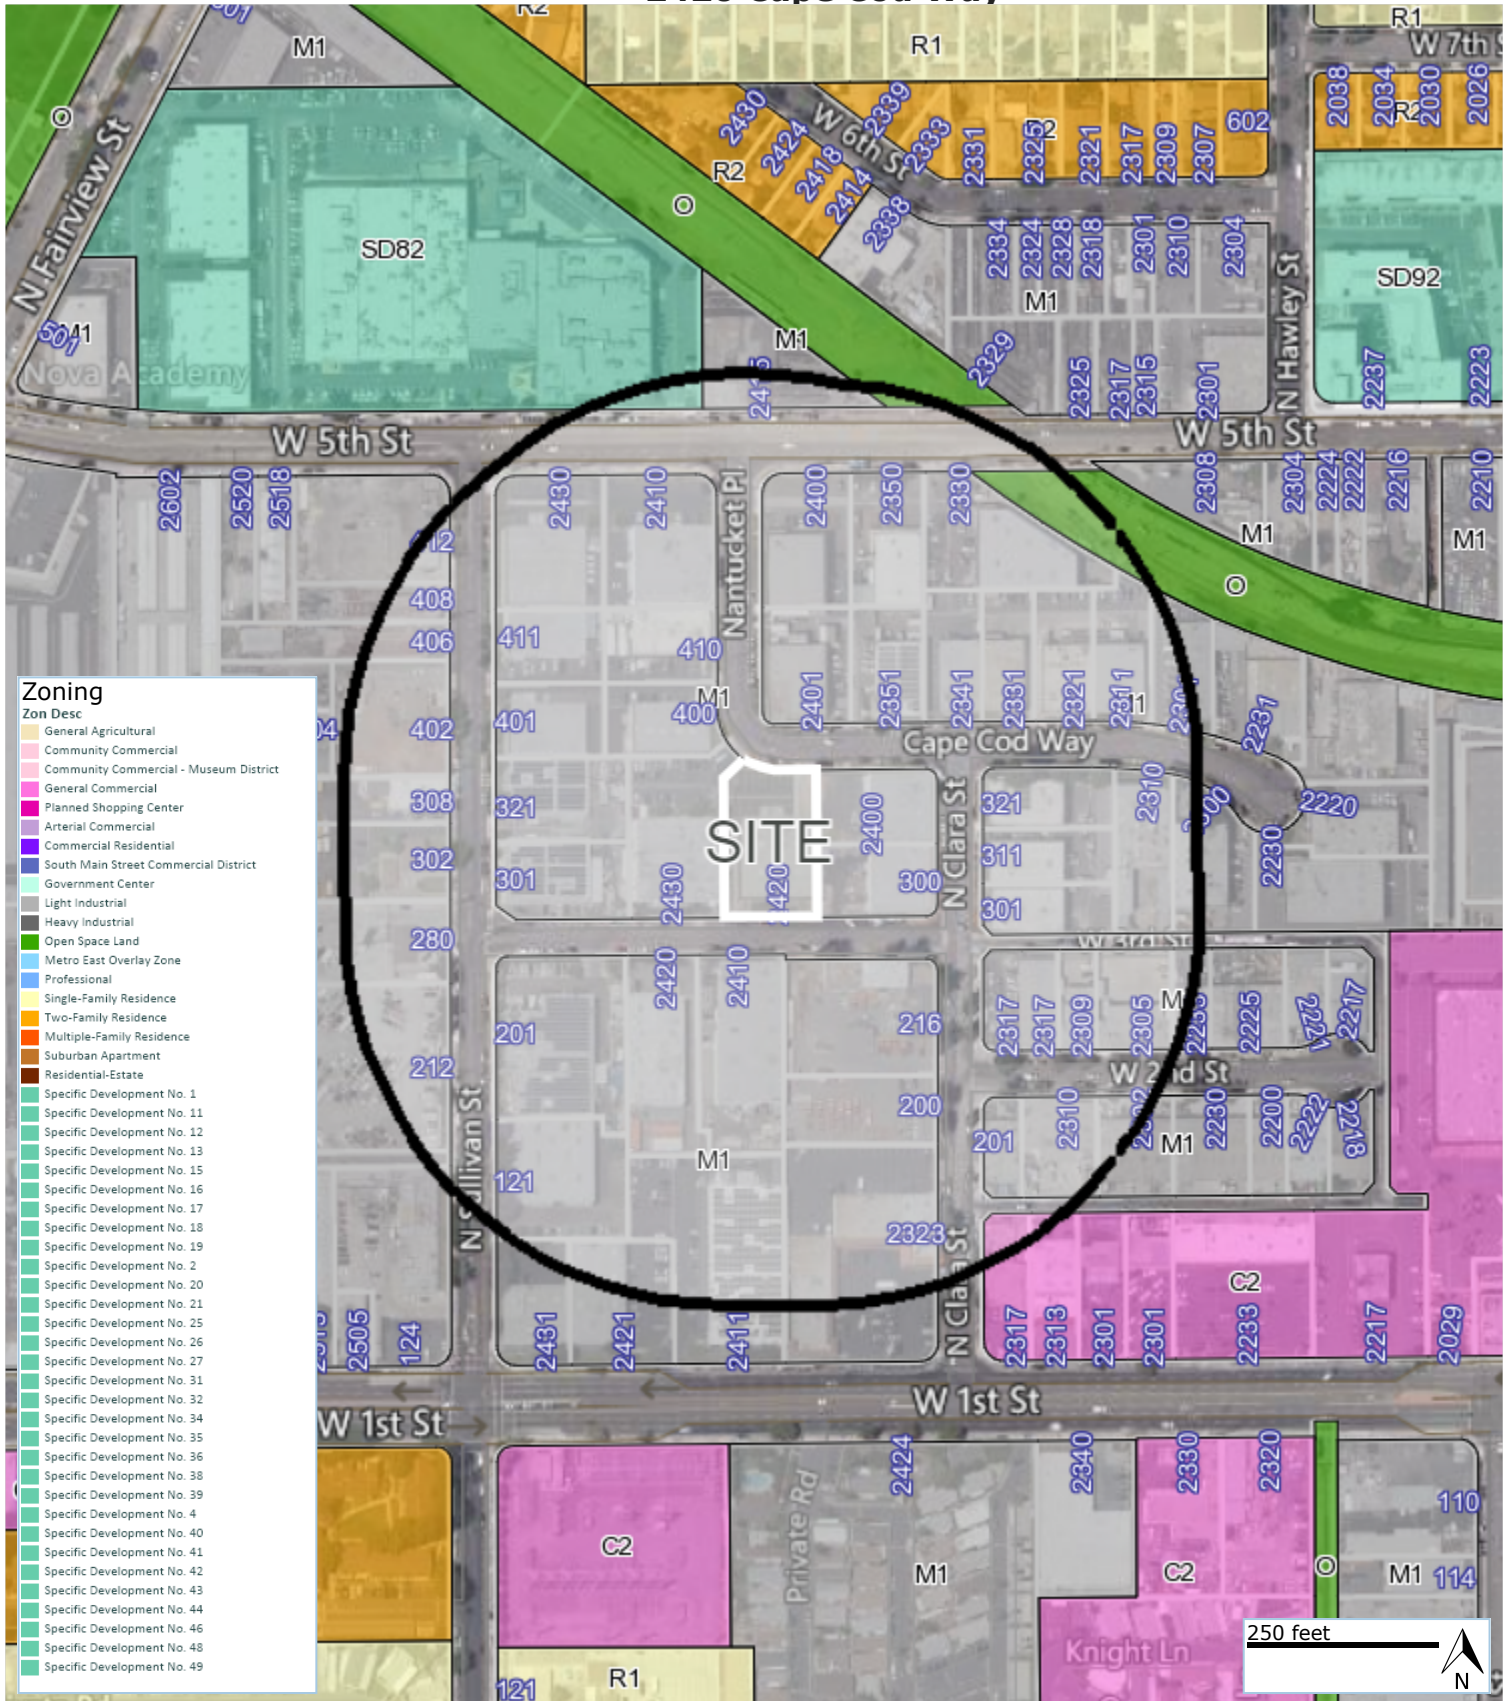 M1
R2
R1
R1
W 7th
O
N Fairview St
2430
2424
2418
2414
R2
W 6th St
2339
2333
2338
2331
2325
R2
2321
2317
2309
2307
602
2038
2034
2030
2026
R2
O
SD82
2334
2324
2328
2318
2301
2310
2304
M1
N Hawley St
SD92
M1
501
Nova Academy
M1
2415
2329
2325
2317
2315
2301
2237
2223
W 5th St
W 5th St
2602
2520
2518
2430
2410
Nantucket Pl
2400
2350
2330
2308
2304
2224
2222
2216
2210
M1
M1
O
412
408
406
402
308
302
280
212
411
401
321
301
410
400
M1
2401
2351
2341
2331
2321
2311
Cape Cod Way
2231
2220
2230
2310
SITE
2430
2420
2400
300
N Clara St
321
311
301
W 3rd St
2420
2410
201
121
216
200
2323
M1
2317
2317
2309
2305
2225
2221
2217
W 2nd St
201
2310
2230
2200
2222
2218
M1
N Sullivan St
N Clara St
C2
2505
124
2431
2421
2411
2317
2313
2301
2301
2233
2217
2029
W 1st St
W 1st St
C2
Private Rd
2424
M1
2340
2330
2320
C2
O
M1
110
114
Knight Ln
R1
121
Zoning
Zon Desc
General Agricultural
Community Commercial
Community Commercial - Museum District
General Commercial
Planned Shopping Center
Arterial Commercial
Commercial Residential
South Main Street Commercial District
Government Center
Light Industrial
Heavy Industrial
Open Space Land
Metro East Overlay Zone
Professional
Single-Family Residence
Two-Family Residence
Multiple-Family Residence
Suburban Apartment
Residential-Estate
Specific Development No. 1
Specific Development No. 11
Specific Development No. 12
Specific Development No. 13
Specific Development No. 15
Specific Development No. 16
Specific Development No. 17
Specific Development No. 18
Specific Development No. 19
Specific Development No. 2
Specific Development No. 20
Specific Development No. 21
Specific Development No. 25
Specific Development No. 26
Specific Development No. 27
Specific Development No. 31
Specific Development No. 32
Specific Development No. 34
Specific Development No. 35
Specific Development No. 36
Specific Development No. 38
Specific Development No. 39
Specific Development No. 4
Specific Development No. 40
Specific Development No. 41
Specific Development No. 42
Specific Development No. 43
Specific Development No. 44
Specific Development No. 46
Specific Development No. 48
Specific Development No. 49
250 feet
N